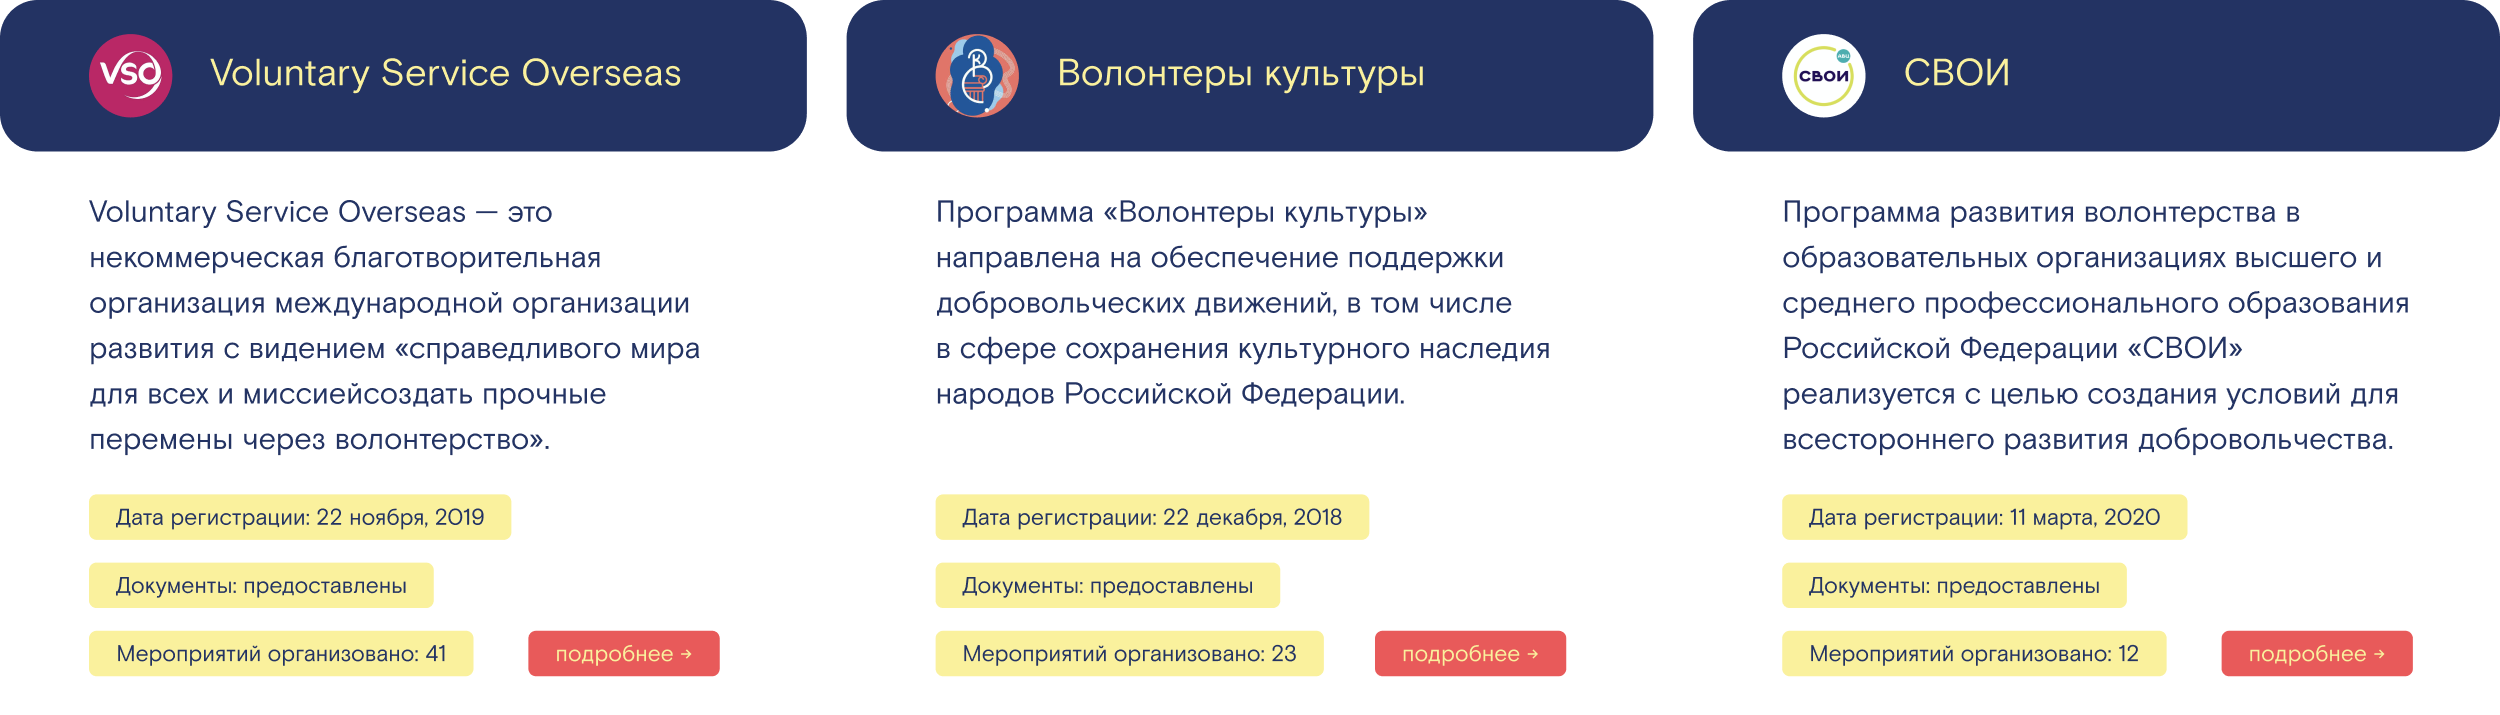 vso
Voluntary Service Overseas
Voluntary Service Overseas — это
некоммерческая благотворительная
организация международной организации
развития с видением «справедливого мира
для всех» и миссиейсоздать прочные
перемены через волонтерство».
Дата регистрации: 22 ноября, 2019
Документы: предоставлены
Мероприятий организовано: 41
подробнее →
Волонтеры культуры
Программа «Волонтеры культуры»
направлена на обеспечение поддержки
добровольческих движений, в том числе
в сфере сохранения культурного наследия
народов Российской Федерации.
Дата регистрации: 22 декабря, 2018
Документы: предоставлены
Мероприятий организовано: 23
подробнее →
АВЦ
СВОИ
СВОИ
Программа развития волонтерства в
образовательных организациях высшего и
среднего профессионального образования
Российской Федерации «СВОИ»
реализуется с целью создания условий для
всестороннего развития добровольчества.
Дата регистрации: 11 марта, 2020
Документы: предоставлены
Мероприятий организовано: 12
подробнее →